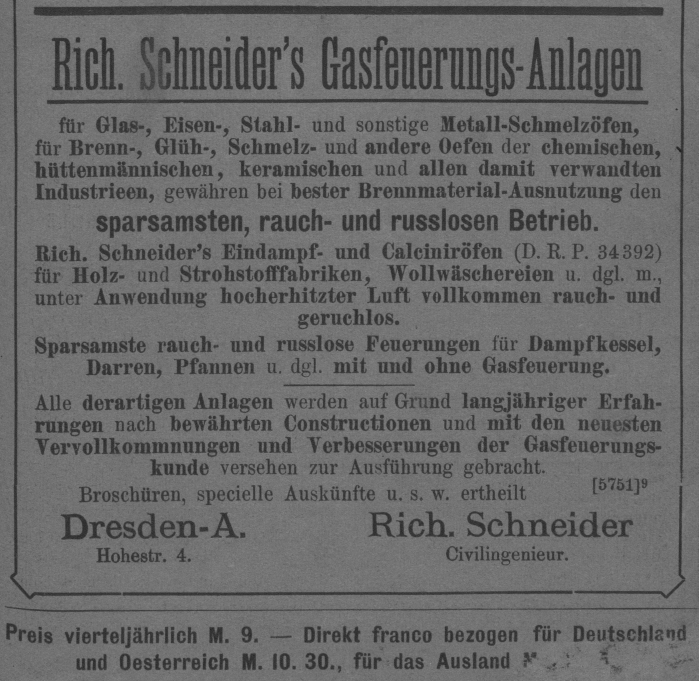 Rich. Schneider's Gasfeuerungs-Anlagen
für Glas-, Eisen-, Stahl- und sonstige Metall-Schmelzöfen,
für Brenn-, Glüh-, Schmelz- und andere Oefen der chemischen,
hüttenmännischen, keramischen und allen damit verwandten
Industrieen, gewähren bei bester Brennmaterial-Ausnutzung den
sparsamsten, rauch- und russlosen Betrieb.
Rich. Schneider's Eindampf- und Calciniröfen (D. R. P. 34392)
für Holz- und Strohstofffabriken, Wollwäschereien u. dgl. m.,
unter Anwendung hocherhitzter Luft vollkommen rauch- und
geruchlos.
Sparsamste rauch- und russlose Feuerungen für Dampfkessel,
Darren, Pfannen u. dgl. mit und ohne Gasfeuerung.
Alle derartigen Anlagen werden auf Grund langjähriger Erfah-
rungen nach bewährten Constructionen und mit den neuesten
Vervollkommnungen und Verbesserungen der Gasfeuerungs-
kunde versehen zur Ausführung gebracht.
Broschüren, specielle Auskünfte u. s. w. ertheilt [5751]9
Dresden-A. Rich. Schneider
Hohestr. 4. Civilingenieur.
Preis vierteljährlich M. 9. — Direkt franco bezogen für Deutschland
und Oesterreich M. 10. 30., für das Ausland